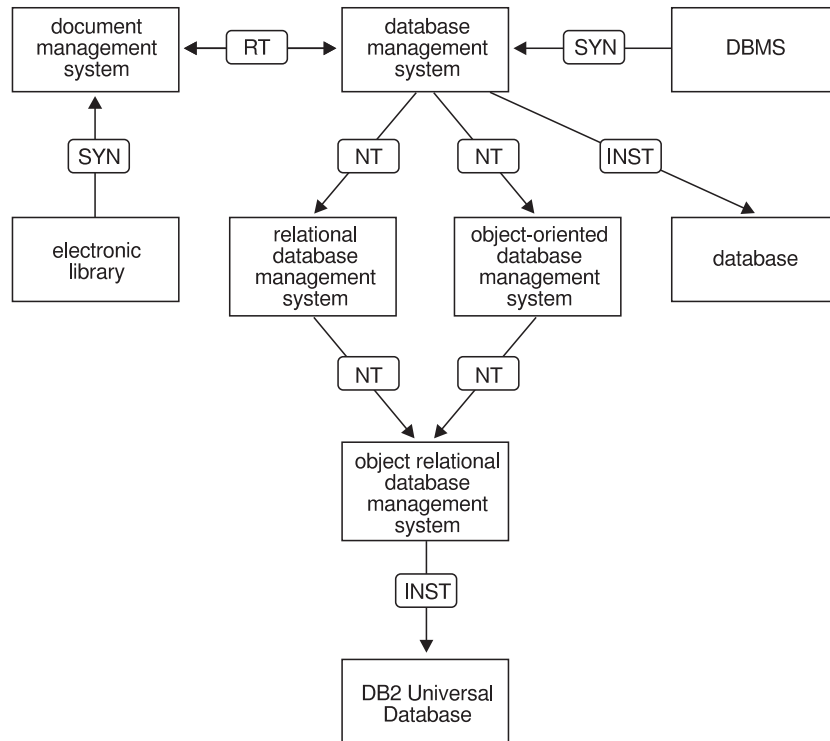 document
management
system
RT
database
management
system
SYN
DBMS
SYN
NT
NT
INST
electronic
library
relational
database
management
system
object-oriented
database
management
system
database
NT
NT
object relational
database
management
system
INST
DB2 Universal
Database